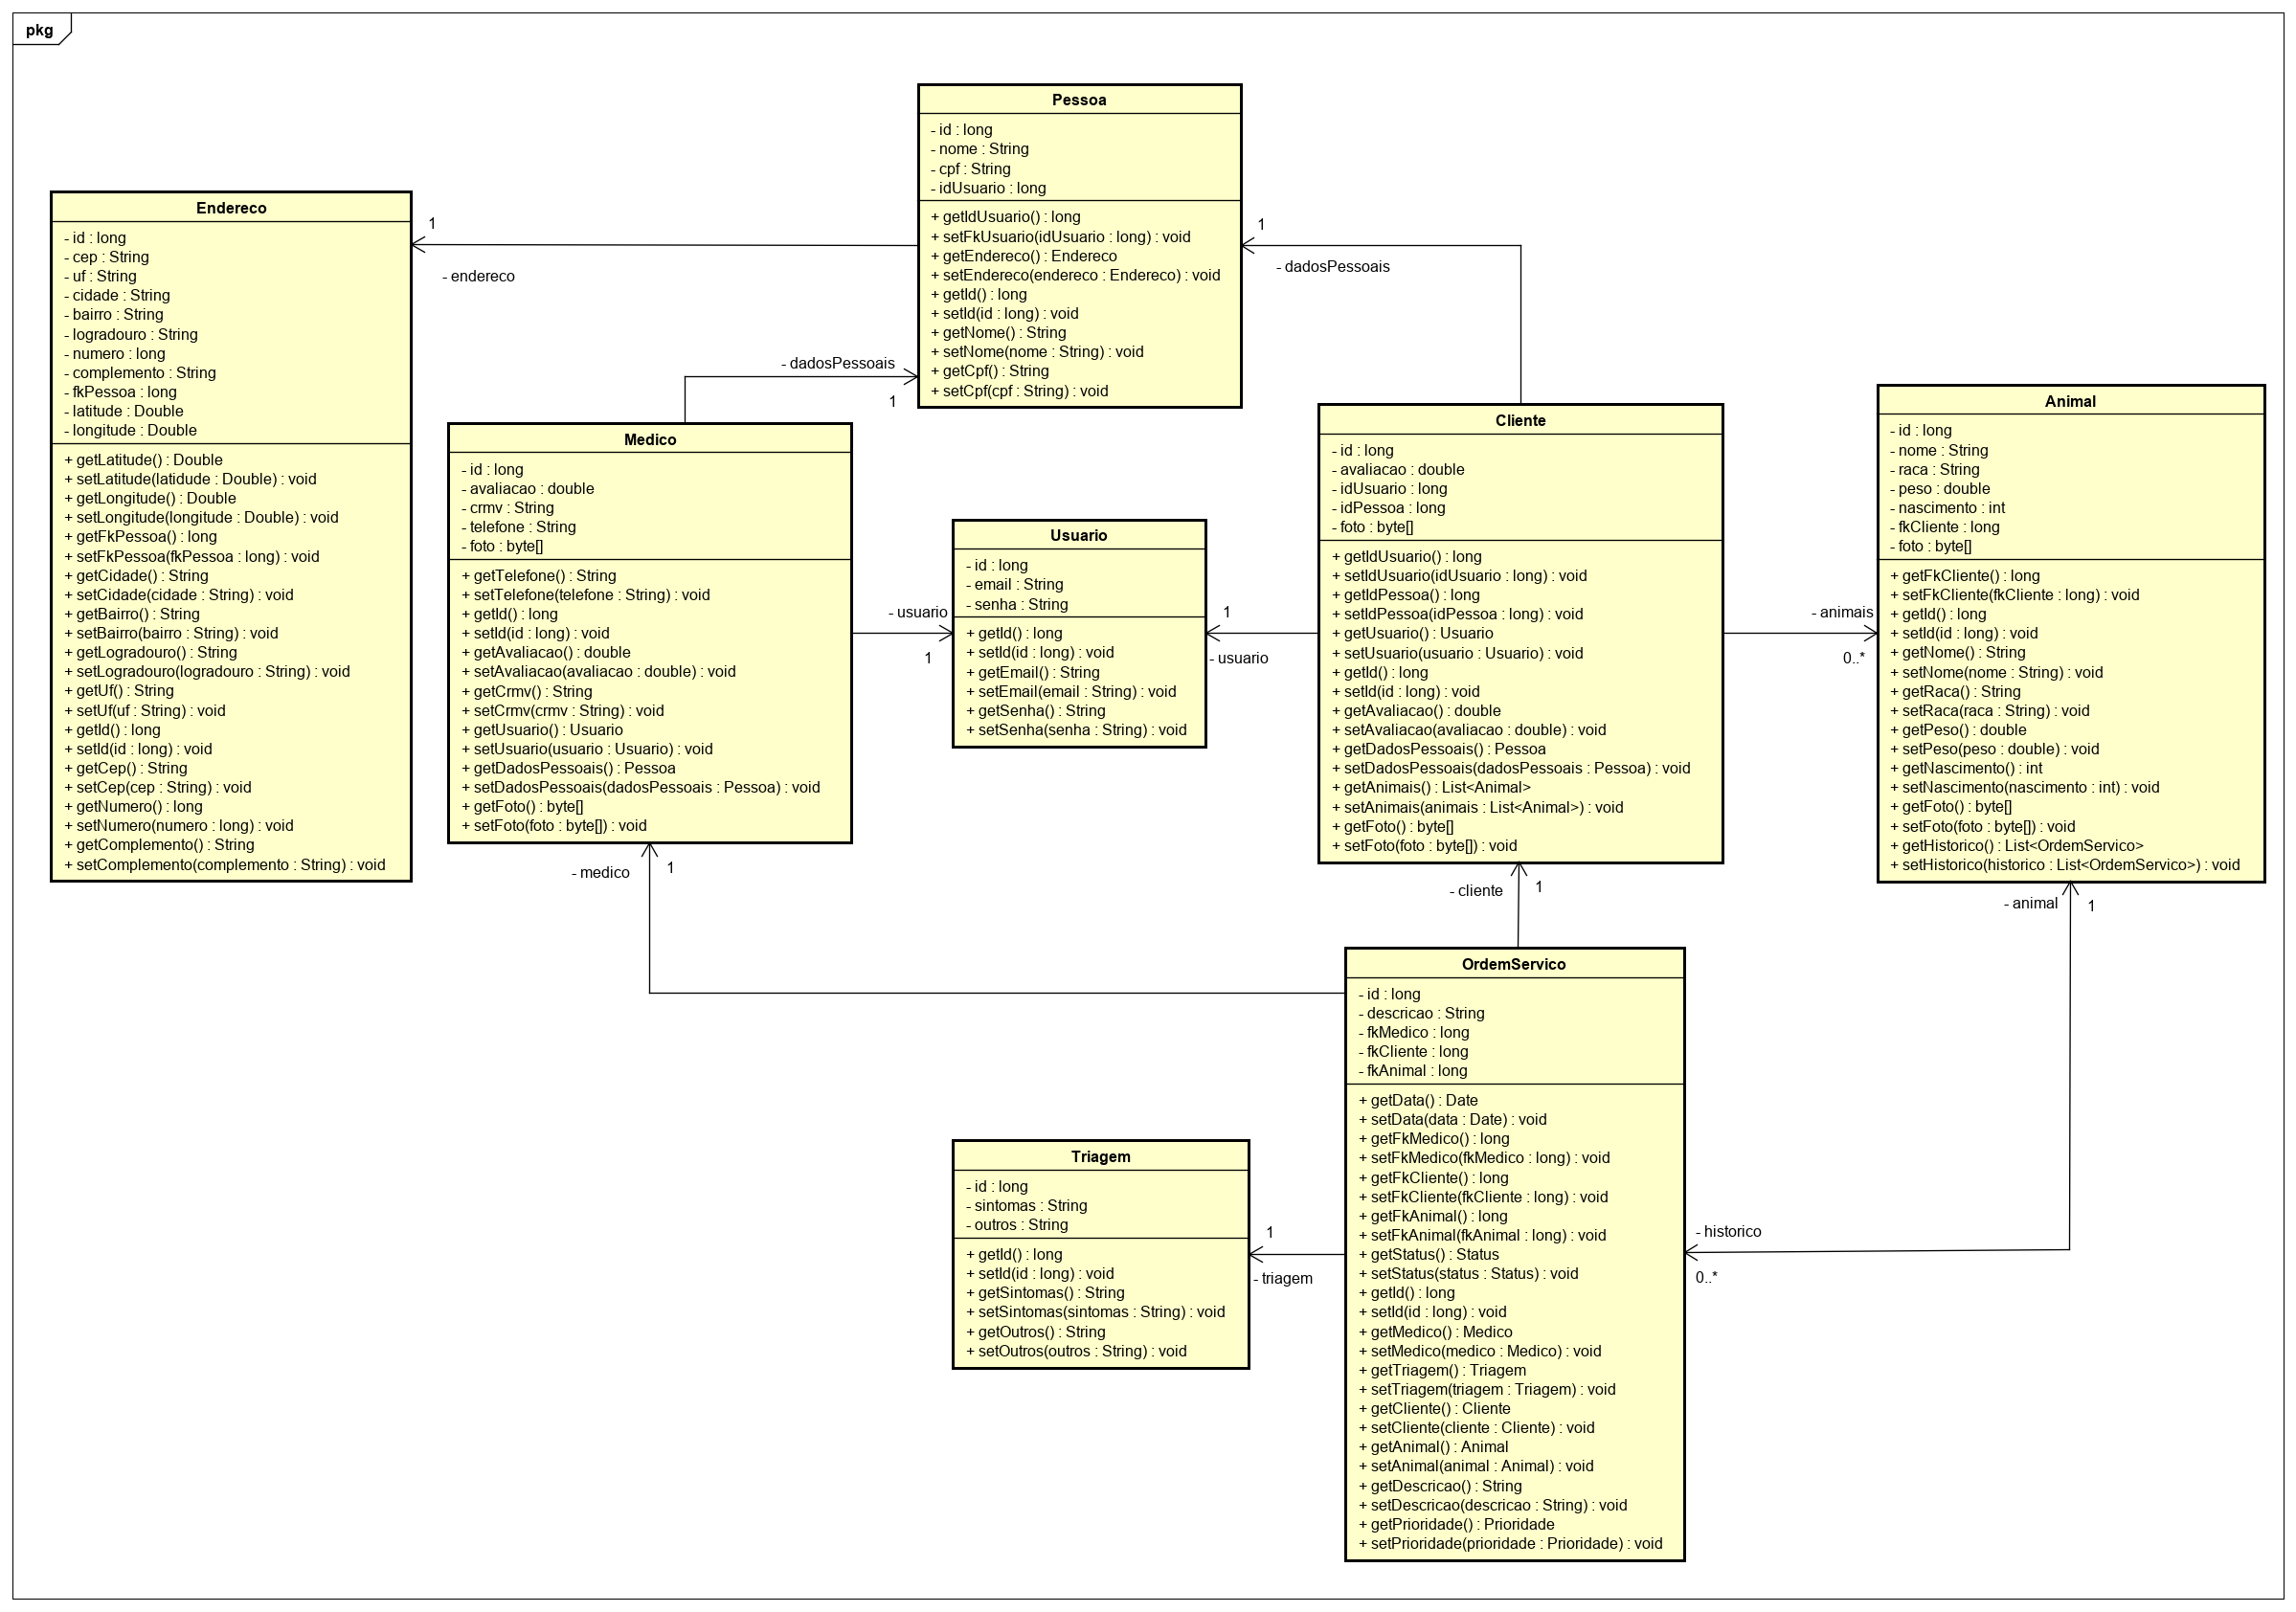 pkg
Pessoa
- id : long
- nome : String
- cpf : String
- idUsuario : long
+ getIdUsuario() : long
+ setFkUsuario(idUsuario : long) : void
+ getEndereco() : Endereco
+ setEndereco(endereco : Endereco) : void
+ getId() : long
+ setId(id : long) : void
+ getNome() : String
+ setNome(nome : String) : void
+ getCpf() : String
+ setCpf(cpf : String) : void
Endereco
- id : long
- cep : String
- uf : String
- cidade : String
- bairro : String
- logradouro : String
- numero : long
- complemento : String
- fkPessoa : long
- latitude : Double
- longitude : Double
+ getLatitude() : Double
+ setLatitude(latidude : Double) : void
+ getLongitude() : Double
+ setLongitude(longitude : Double) : void
+ getFkPessoa() : long
+ setFkPessoa(fkPessoa : long) : void
+ getCidade() : String
+ setCidade(cidade : String) : void
+ getBairro() : String
+ setBairro(bairro : String) : void
+ getLogradouro() : String
+ setLogradouro(logradouro : String) : void
+ getUf() : String
+ setUf(uf : String) : void
+ getId() : long
+ setId(id : long) : void
+ getCep() : String
+ setCep(cep : String) : void
+ getNumero() : long
+ setNumero(numero : long) : void
+ getComplemento() : String
+ setComplemento(complemento : String) : void
1
- endereco
1
- dadosPessoais
- dadosPessoais
1
Medico
- id : long
- avaliacao : double
- crmv : String
- telefone : String
- foto : byte[]
+ getTelefone() : String
+ setTelefone(telefone : String) : void
+ getId() : long
+ setId(id : long) : void
+ getAvaliacao() : double
+ setAvaliacao(avaliacao : double) : void
+ getCrmv() : String
+ setCrmv(crmv : String) : void
+ getUsuario() : Usuario
+ setUsuario(usuario : Usuario) : void
+ getDadosPessoais() : Pessoa
+ setDadosPessoais(dadosPessoais : Pessoa) : void
+ getFoto() : byte[]
+ setFoto(foto : byte[]) : void
- usuario
1
Usuario
- id : long
- email : String
- senha : String
+ getId() : long
+ setId(id : long) : void
+ getEmail() : String
+ setEmail(email : String) : void
+ getSenha() : String
+ setSenha(senha : String) : void
1
- usuario
Cliente
- id : long
- avaliacao : double
- idUsuario : long
- idPessoa : long
- foto : byte[]
+ getIdUsuario() : long
+ setIdUsuario(idUsuario : long) : void
+ getIdPessoa() : long
+ setIdPessoa(idPessoa : long) : void
+ getUsuario() : Usuario
+ setUsuario(usuario : Usuario) : void
+ getId() : long
+ setId(id : long) : void
+ getAvaliacao() : double
+ setAvaliacao(avaliacao : double) : void
+ getDadosPessoais() : Pessoa
+ setDadosPessoais(dadosPessoais : Pessoa) : void
+ getAnimais() : List<Animal>
+ setAnimais(animais : List<Animal>) : void
+ getFoto() : byte[]
+ setFoto(foto : byte[]) : void
- animais
0..*
Animal
- id : long
- nome : String
- raca : String
- peso : double
- nascimento : int
- fkCliente : long
- foto : byte[]
+ getFkCliente() : long
+ setFkCliente(fkCliente : long) : void
+ getId() : long
+ setId(id : long) : void
+ getNome() : String
+ setNome(nome : String) : void
+ getRaca() : String
+ setRaca(raca : String) : void
+ getPeso() : double
+ setPeso(peso : double) : void
+ getNascimento() : int
+ setNascimento(nascimento : int) : void
+ getFoto() : byte[]
+ setFoto(foto : byte[]) : void
+ getHistorico() : List<OrdemServico>
+ setHistorico(historico : List<OrdemServico>) : void
- medico
1
- cliente
1
- animal
1
OrdemServico
- id : long
- descricao : String
- fkMedico : long
- fkCliente : long
- fkAnimal : long
+ getData() : Date
+ setData(data : Date) : void
+ getFkMedico() : long
+ setFkMedico(fkMedico : long) : void
+ getFkCliente() : long
+ setFkCliente(fkCliente : long) : void
+ getFkAnimal() : long
+ setFkAnimal(fkAnimal : long) : void
+ getStatus() : Status
+ setStatus(status : Status) : void
+ getId() : long
+ setId(id : long) : void
+ getMedico() : Medico
+ setMedico(medico : Medico) : void
+ getTriagem() : Triagem
+ setTriagem(triagem : Triagem) : void
+ getCliente() : Cliente
+ setCliente(cliente : Cliente) : void
+ getAnimal() : Animal
+ setAnimal(animal : Animal) : void
+ getDescricao() : String
+ setDescricao(descricao : String) : void
+ getPrioridade() : Prioridade
+ setPrioridade(prioridade : Prioridade) : void
Triagem
- id : long
- sintomas : String
- outros : String
+ getId() : long
+ setId(id : long) : void
+ getSintomas() : String
+ setSintomas(sintomas : String) : void
+ getOutros() : String
+ setOutros(outros : String) : void
1
- triagem
- historico
0..*